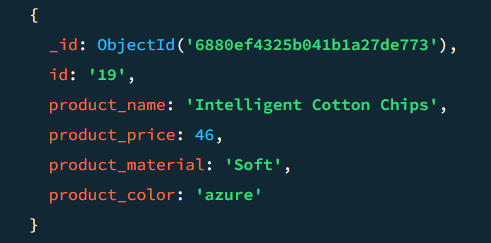 {
_id: ObjectId('6880ef4325b041b1a27de773'),
id: '19',
product_name: 'Intelligent Cotton Chips',
product_price: 46,
product_material: 'Soft',
product_color: 'azure'
}